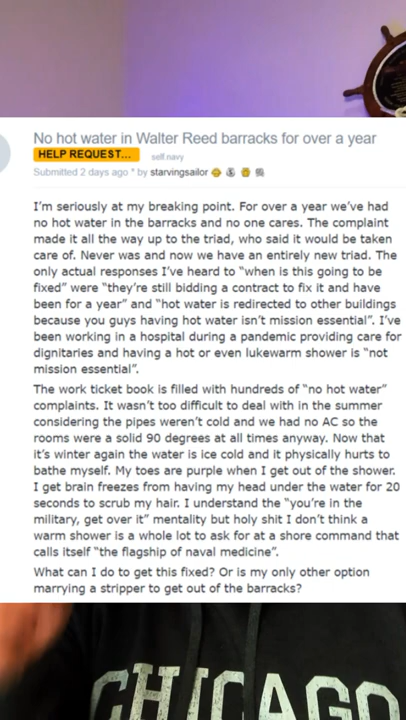 No hot water in Walter Reed barracks for over a year
HELP REQUEST... self.navy
Submitted 2 days ago * by starvingsailor
I'm seriously at my breaking point. For over a year we've had
no hot water in the barracks and no one cares. The complaint
made it all the way up to the triad, who said it would be taken
care of. Never was and now we have an entirely new triad. The
only actual responses I've heard to "when is this going to be
fixed" were "they're still bidding a contract to fix it and have
been for a year" and "hot water is redirected to other buildings
because you guys having hot water isn't mission essential". I've
been working in a hospital during a pandemic providing care for
dignitaries and having a hot or even lukewarm shower is "not
mission essential".
The work ticket book is filled with hundreds of "no hot water"
complaints. It wasn't too difficult to deal with in the summer
considering the pipes weren't cold and we had no AC so the
rooms were a solid 90 degrees at all times anyway. Now that
it's winter again the water is ice cold and it physically hurts to
bathe myself. My toes are purple when I get out of the shower.
I get brain freezes from having my head under the water for 20
seconds to scrub my hair. I understand the "you're in the
military, get over it" mentality but holy shit I don't think a
warm shower is a whole lot to ask for at a shore command that
calls itself "the flagship of naval medicine".
What can I do to get this fixed? Or is my only other option
marrying a stripper to get out of the barracks?
CHICAGO